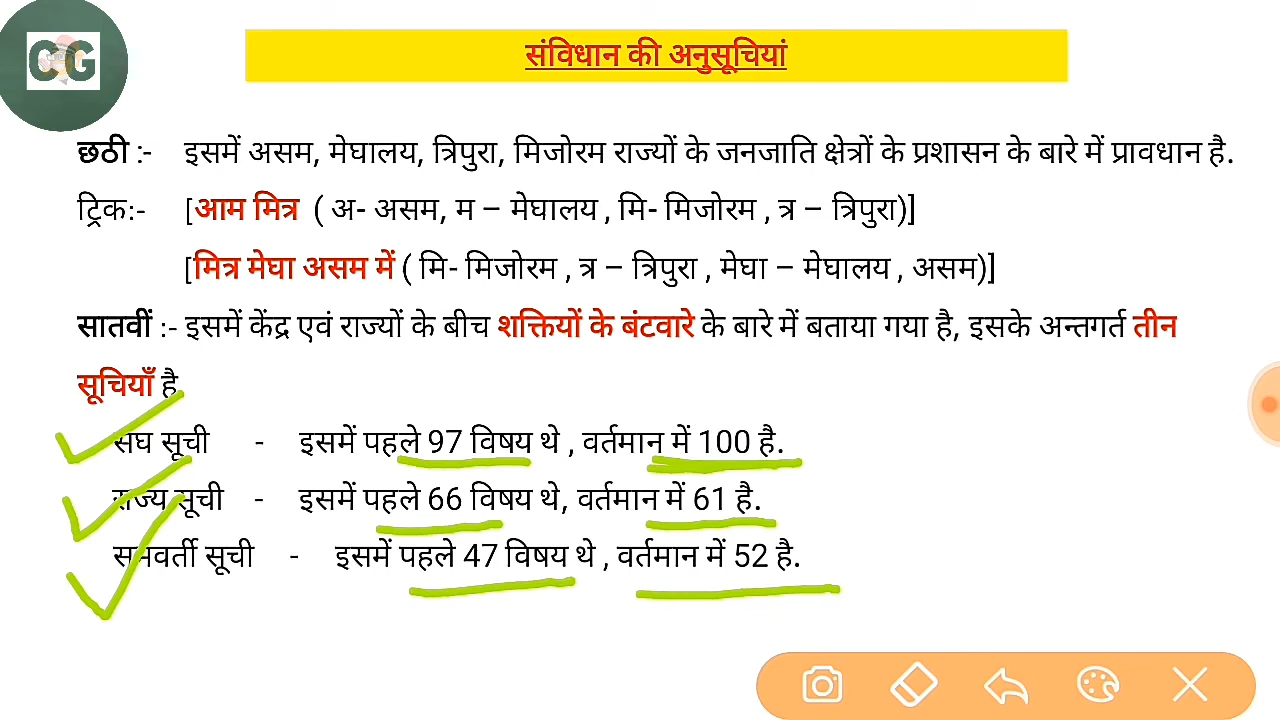 CG
संविधान की अनुसूचियां
छठी :- इसमें असम, मेघालय, त्रिपुरा, मिजोरम राज्यों के जनजाति क्षेत्रों के प्रशासन के बारे में प्रावधान है.
ट्रिक:- [आम मित्र ( अ- असम, म – मेघालय , मि- मिजोरम , त्र – त्रिपुरा)]
[मित्र मेघा असम में ( मि- मिजोरम , त्र – त्रिपुरा , मेघा – मेघालय , असम)]
सातवीं :- इसमें केंद्र एवं राज्यों के बीच शक्तियों के बंटवारे के बारे में बताया गया है, इसके अन्तगर्त तीन
सूचियाँ है
संघ सूची - इसमें पहले 97 विषय थे , वर्तमान में 100 है.
राज्य सूची - इसमें पहले 66 विषय थे, वर्तमान में 61 है.
समवर्ती सूची - इसमें पहले 47 विषय थे , वर्तमान में 52 है.